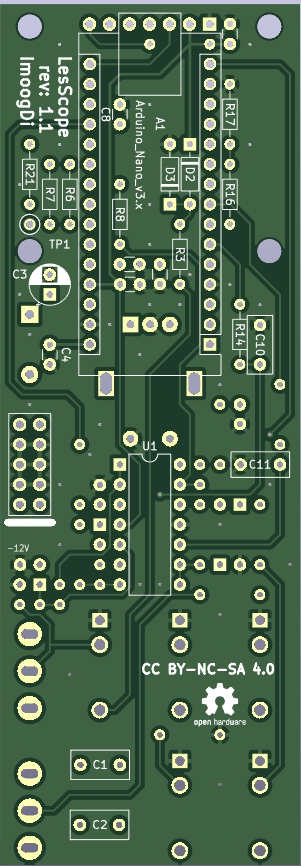 LesScope
rev: 1.1
ImoogDI
C8
A1
Arduino_Nano_v3.x
R17
R21
R7
R6
D3
D2
R16
R8
R3
TP1
C3
R14
C10
C4
U1
C11
-12V
CC BY-NC-SA 4.0
open hardware
C1
C2